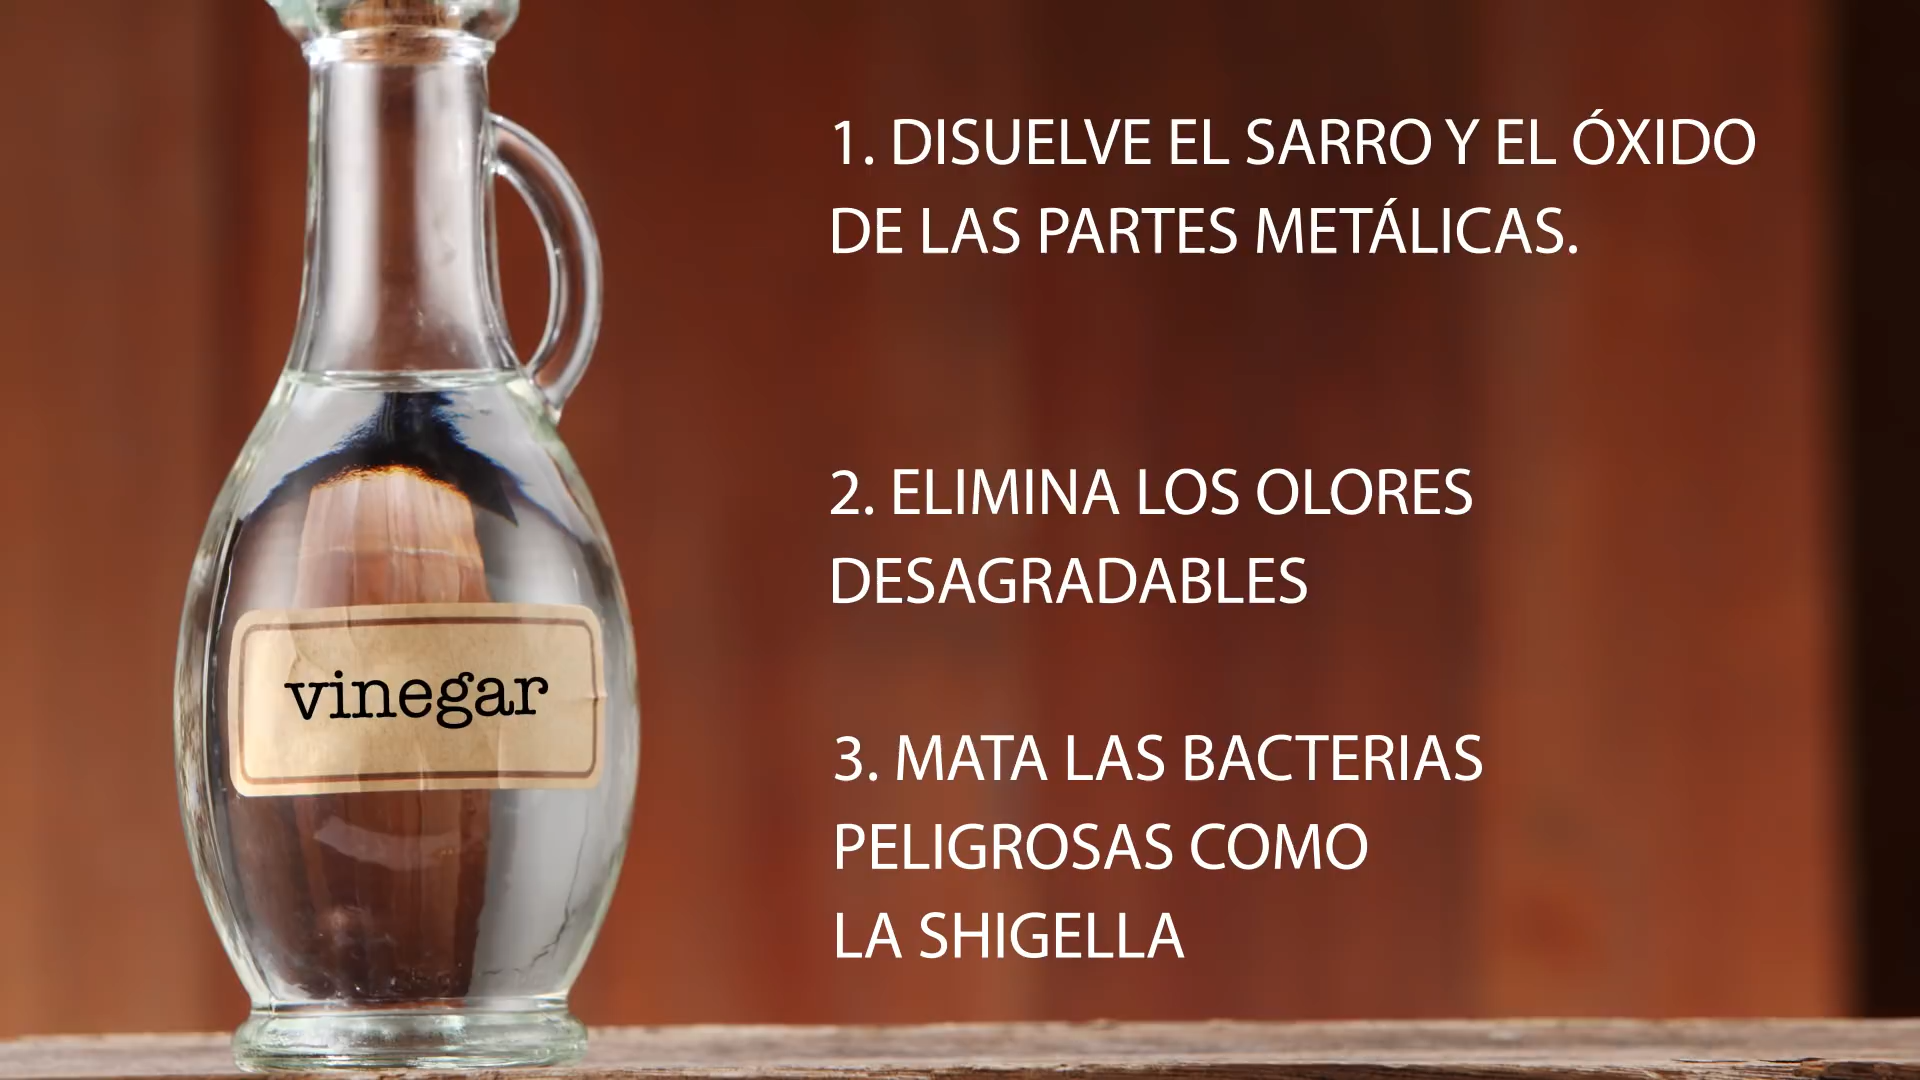 vinegar
1. DISUELVE EL SARRO Y EL ÓXIDO
DE LAS PARTES METÁLICAS.
2. ELIMINA LOS OLORES
DESAGRADABLES
3. MATA LAS BACTERIAS
PELIGROSAS COMO
LA SHIGELLA